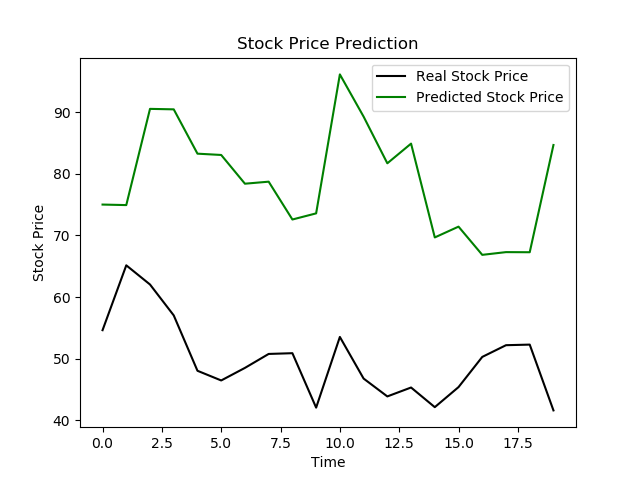 Stock Price Prediction
Real Stock Price
Predicted Stock Price
Stock Price
90
80
70
60
50
40
0.0 2.5 5.0 7.5 10.0 12.5 15.0 17.5
Time